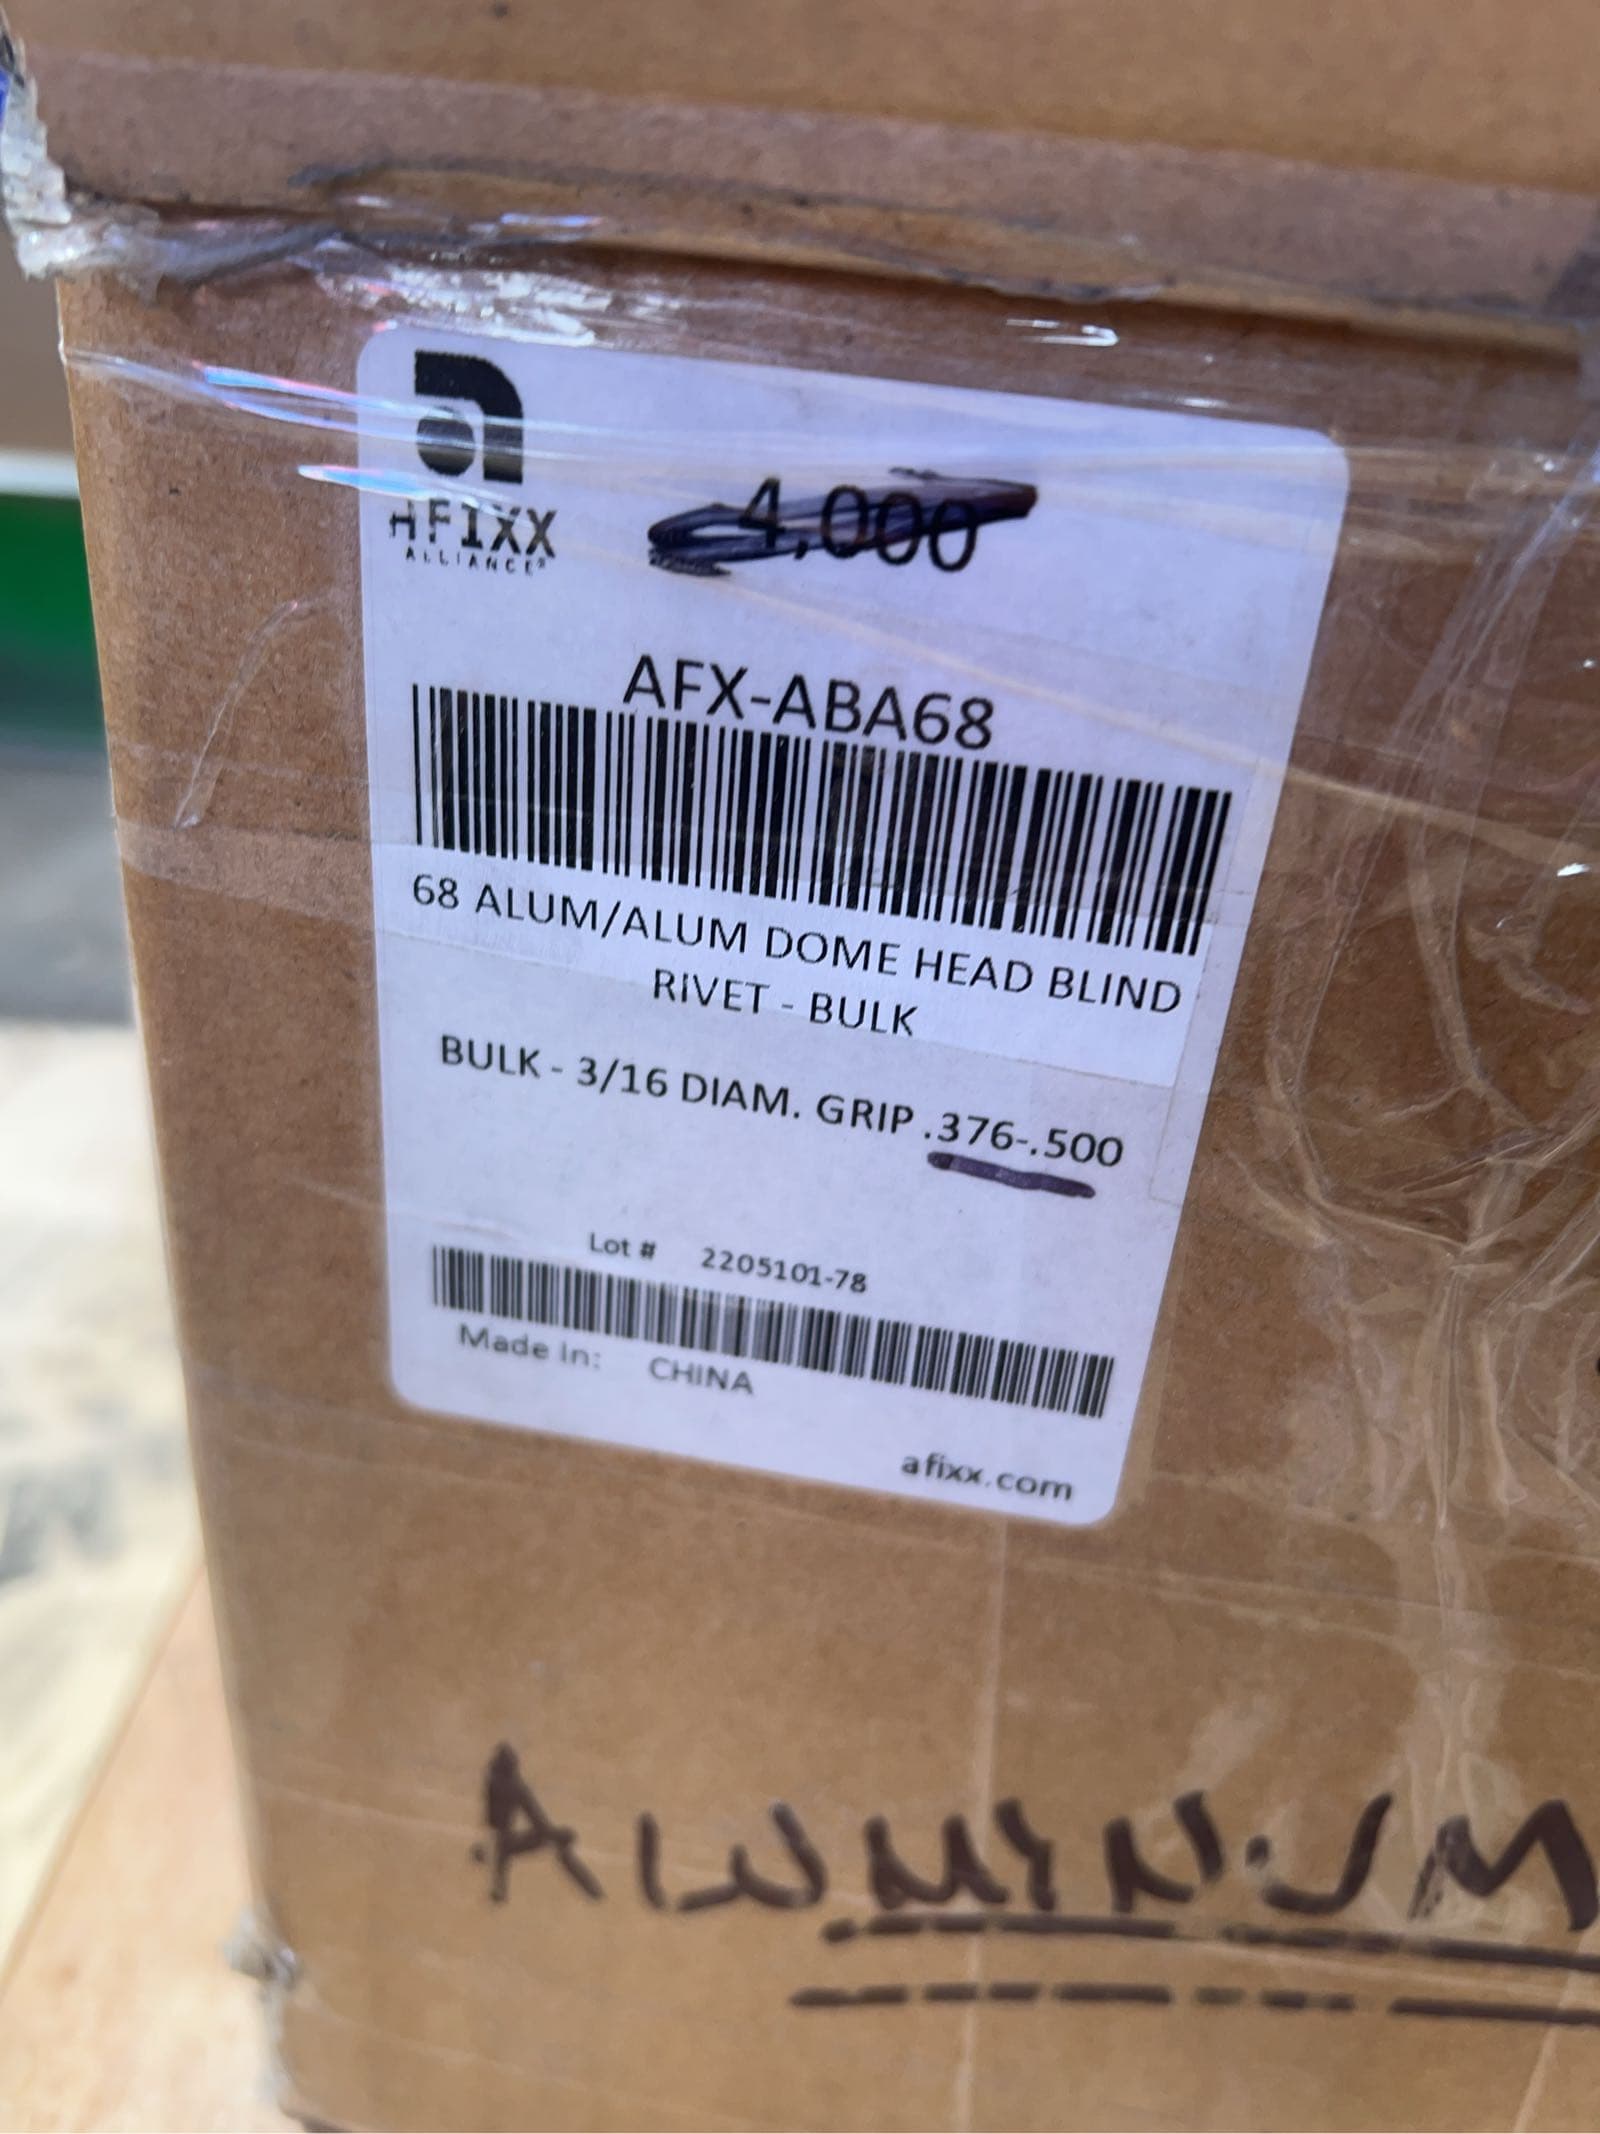 a
AFIXX
ALLIANCE®
4,000
AFX-ABA68
68 ALUM/ALUM DOME HEAD BLIND
RIVET - BULK
BULK - 3/16 DIAM. GRIP .376-.500
Lot # 2205101-78
Made In: CHINA
afixx.com
ALUMINUM